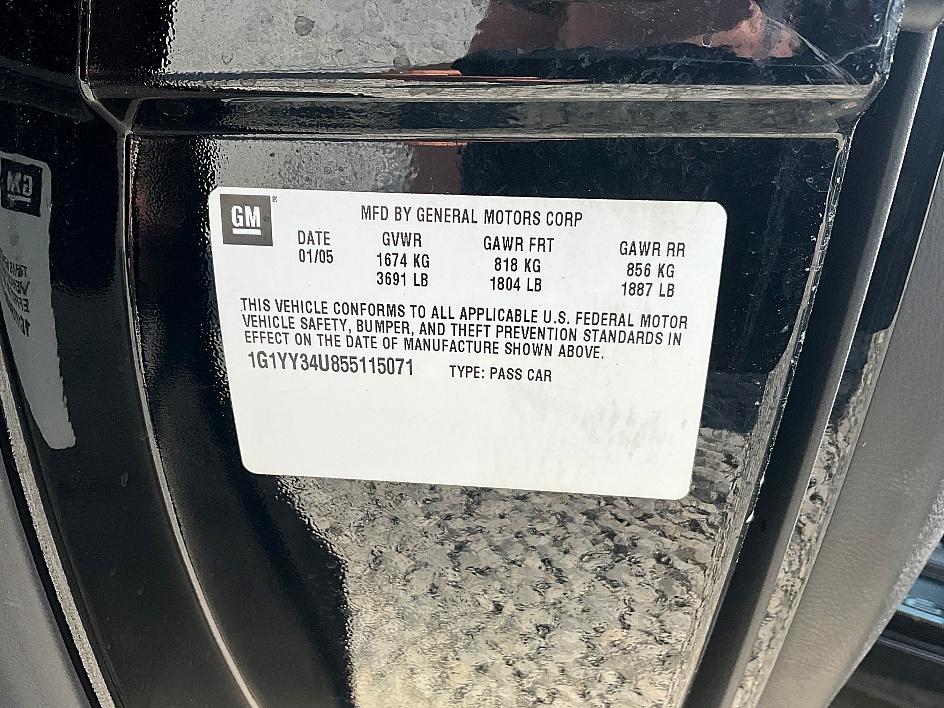 GM
MFD BY GENERAL MOTORS CORP
DATE GVWR GAWR FRT GAWR RR
01/05 1674 KG 818 KG 856 KG
3691 LB 1804 LB 1887 LB
THIS VEHICLE CONFORMS TO ALL APPLICABLE U.S. FEDERAL MOTOR
VEHICLE SAFETY, BUMPER, AND THEFT PREVENTION STANDARDS IN
EFFECT ON THE DATE OF MANUFACTURE SHOWN ABOVE.
1G1YY34U855115071 TYPE: PASS CAR